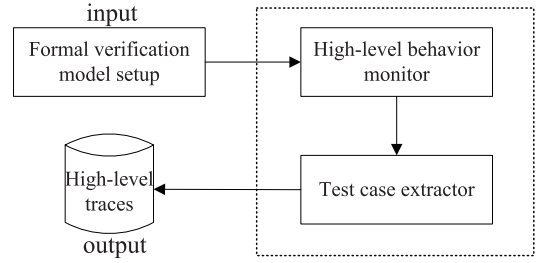 input
Formal verification
model setup
High-level behavior
monitor
High-level
traces
Test case extractor
output